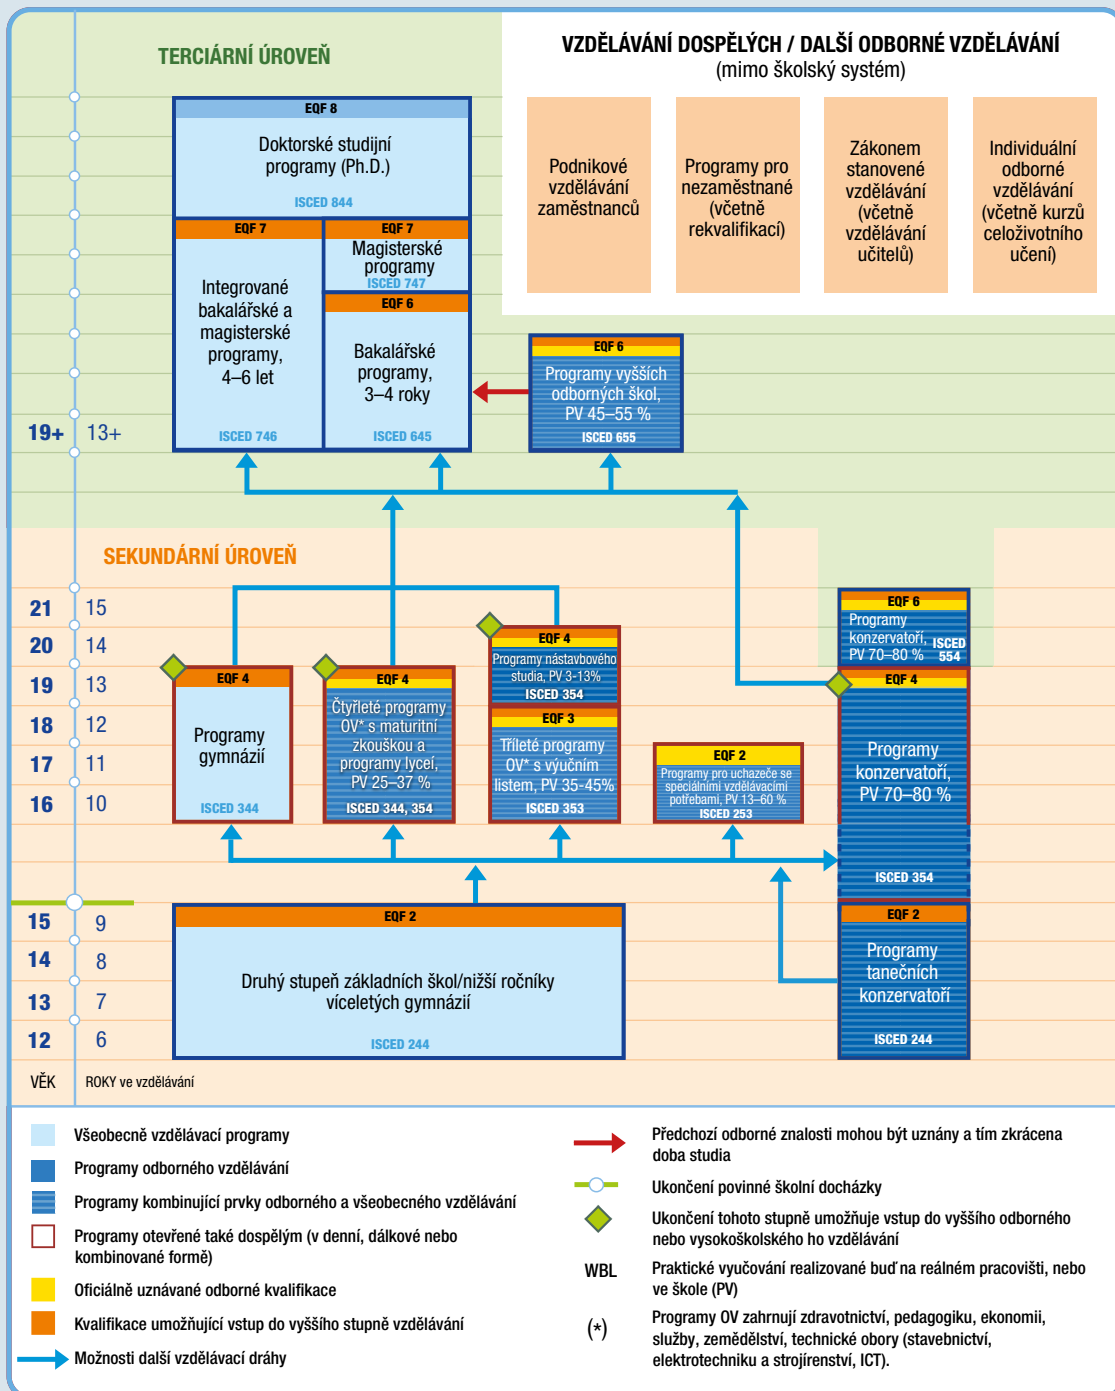 TERCIÁRNÍ ÚROVEŇ
VZDĚLÁVÁNÍ DOSPĚLÝCH / DALŠÍ ODBORNÉ VZDĚLÁVÁNÍ
(mimo školský systém)
Podnikové
vzdělávání
zaměstnanců
Programy pro
nezaměstnané
(včetně
rekvalifikací)
Zákonem
stanovené
vzdělávání
(včetně
vzdělávání
učitelů)
Individuální
odborné
vzdělávání
(včetně kurzů
celoživotního
učení)
EQF 8
Doktorské studijní
programy (Ph.D.)
ISCED 844
EQF 7
Integrované
bakalářské a
magisterské
programy,
4–6 let
ISCED 746
EQF 7
Magisterské
programy
ISCED 747
EQF 6
Bakalářské
programy,
3–4 roky
ISCED 645
EQF 6
Programy vyšších
odborných škol,
PV 45–55 %
ISCED 655
19+ 13+
SEKUNDÁRNÍ ÚROVEŇ
21 15
20 14
19 13
18 12
17 11
16 10
EQF 4
Programy
gymnázií
ISCED 344
EQF 4
Čtyřleté programy
OV* s maturitní
zkouškou a
programy lyceí,
PV 25–37 %
ISCED 344, 354
EQF 4
Programy nástavbového
studia, PV 3-13%
ISCED 354
EQF 3
Tříleté programy
OV* s výučním
listem, PV 35-45%
ISCED 353
EQF 2
Programy pro uchazeče se
speciálními vzdělávacími
potřebami, PV 13–60 %
ISCED 253
EQF 6
Programy
konzervatoří,
PV 70–80 %
ISCED
554
EQF 4
Programy
konzervatoří,
PV 70–80 %
ISCED 354
EQF 2
Programy
tanečních
konzervatoří
ISCED 244
15 9
14 8
13 7
12 6
EQF 2
Druhý stupeň základních škol/nižší ročníky
víceletých gymnázií
ISCED 244
VĚK ROKY ve vzdělávání
Všeobecně vzdělávací programy
Programy odborného vzdělávání
Programy kombinující prvky odborného a všeobecného vzdělávání
Programy otevřené také dospělým (v denní, dálkové nebo
kombinované formě)
Oficiálně uznávané odborné kvalifikace
Kvalifikace umožňující vstup do vyššího stupně vzdělávání
Možnosti další vzdělávací dráhy
Předchozí odborné znalosti mohou být uznány a tím zkrácena
doba studia
Ukončení povinné školní docházky
Ukončení tohoto stupně umožňuje vstup do vyššího odborného
nebo vysokoškolského ho vzdělávání
WBL Praktické vyučování realizované buď na reálném pracovišti, nebo
ve škole (PV)
(*) Programy OV zahrnují zdravotnictví, pedagogiku, ekonomii,
služby, zemědělství, technické obory (stavebnictví,
elektrotechniku a strojírenství, ICT).